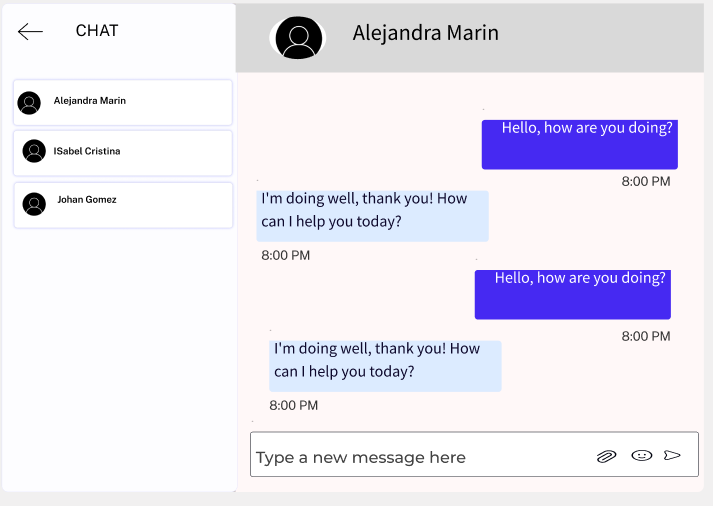 CHAT
Alejandra Marin
ISabel Cristina
Johan Gomez
Alejandra Marin
Hello, how are you doing?
8:00 PM
I'm doing well, thank you! How
can I help you today?
8:00 PM
Hello, how are you doing?
8:00 PM
I'm doing well, thank you! How
can I help you today?
8:00 PM
Type a new message here